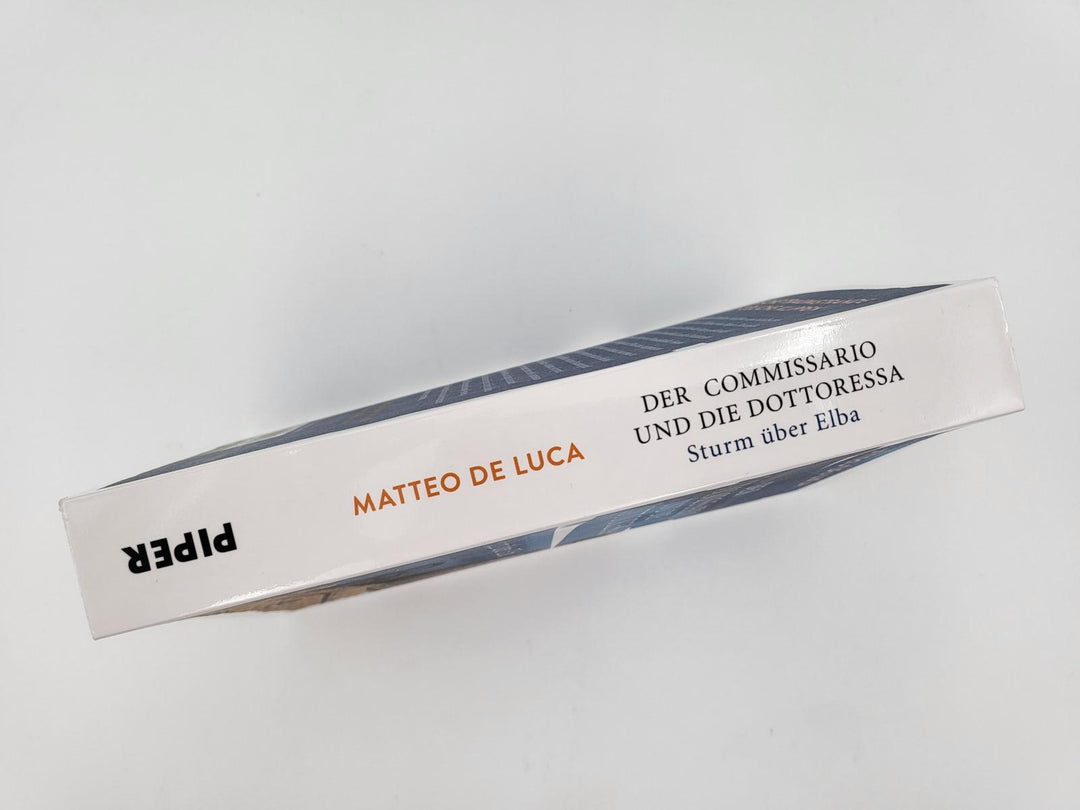 PIPER
MATTEO DE LUCA
DER COMMISSARIO
UND DIE DOTTORESSA
Sturm über Elba